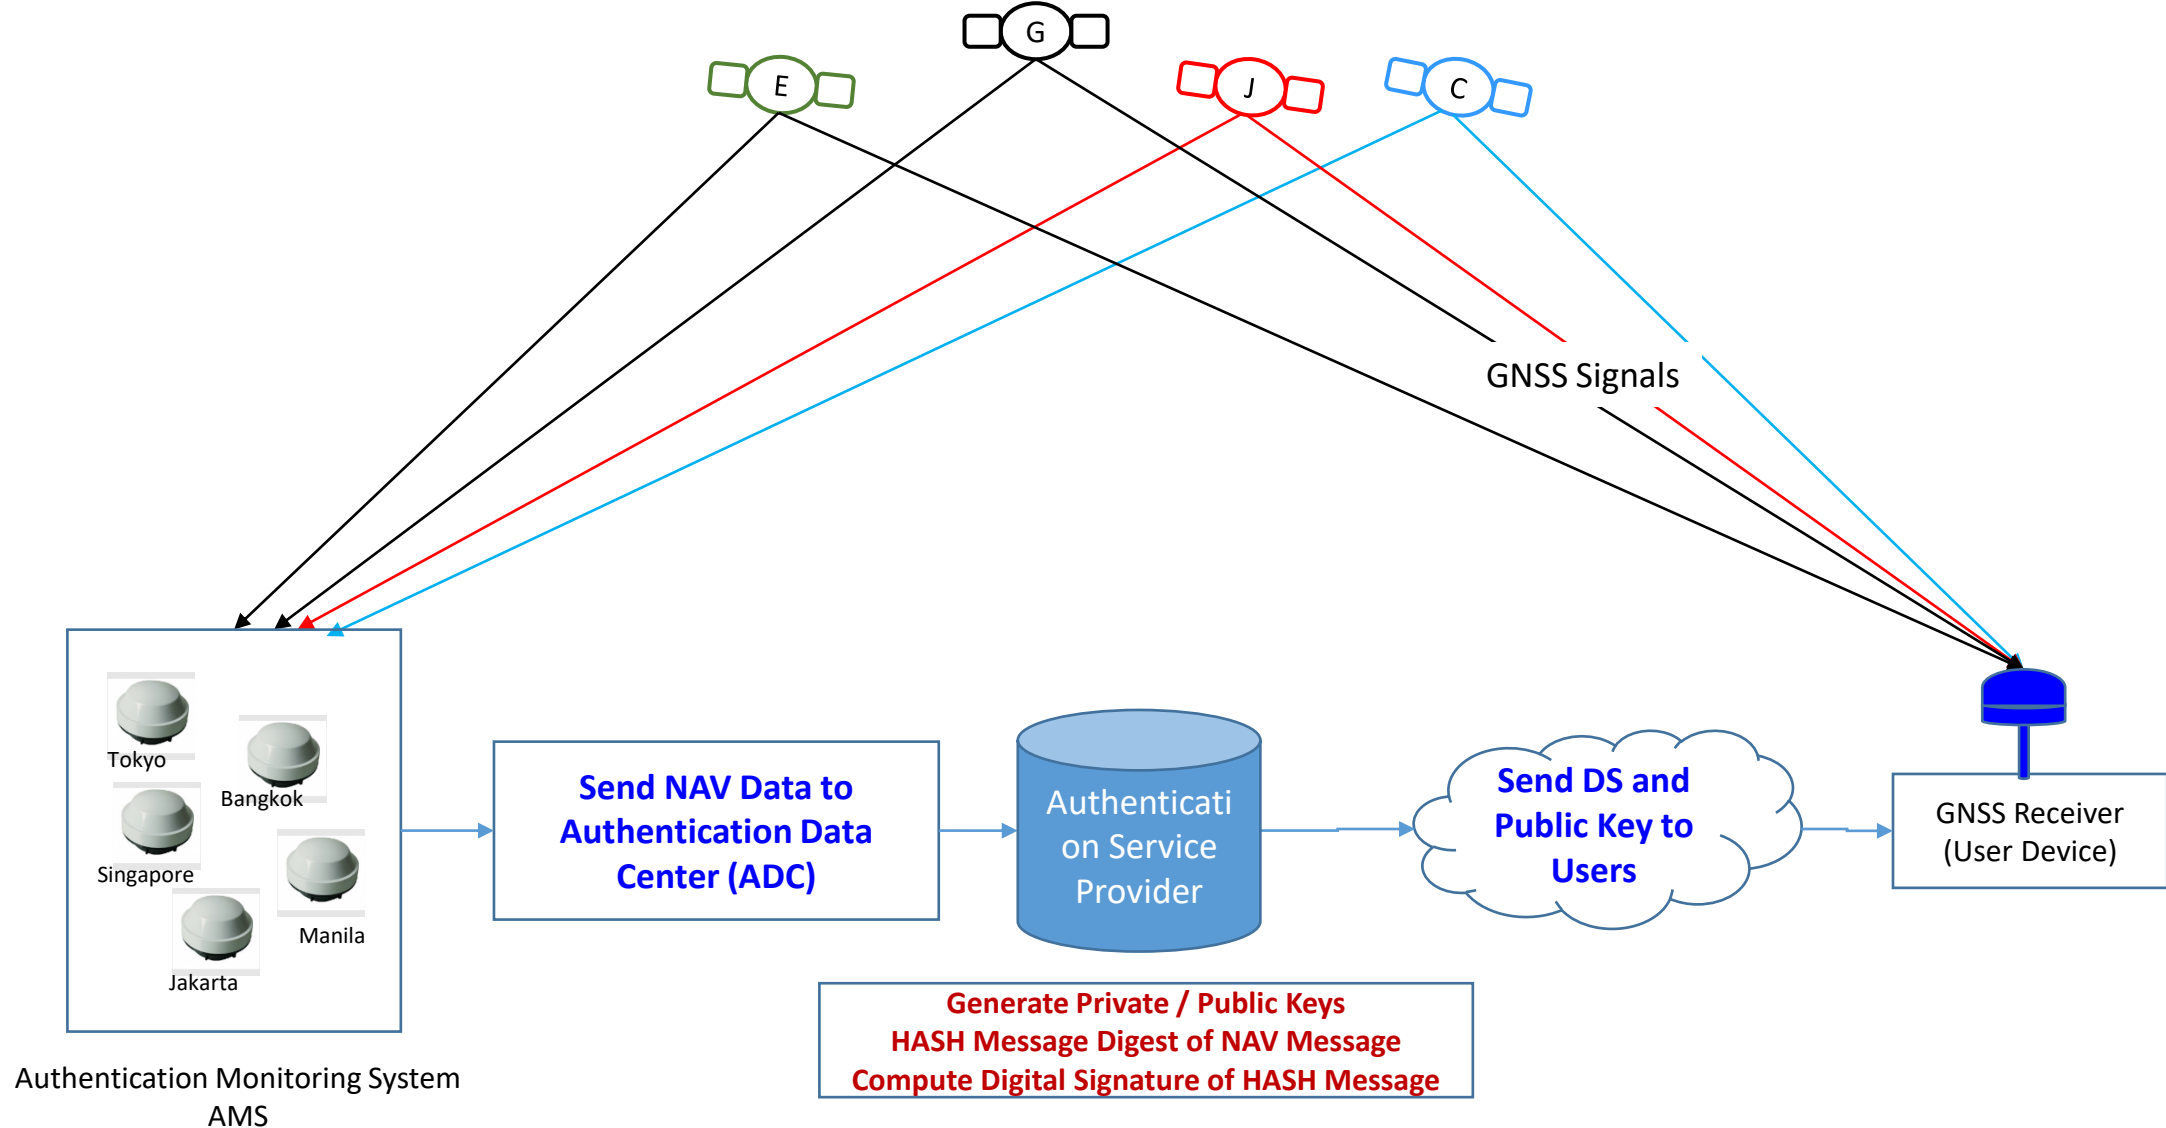 G
E
J
C
GNSS Signals
Tokyo
Bangkok
Singapore
Manila
Jakarta
Authentication Monitoring System
AMS
Send NAV Data to
Authentication Data
Center (ADC)
Authenticati
on Service
Provider
Send DS and
Public Key to
Users
GNSS Receiver
(User Device)
Generate Private / Public Keys
HASH Message Digest of NAV Message
Compute Digital Signature of HASH Message